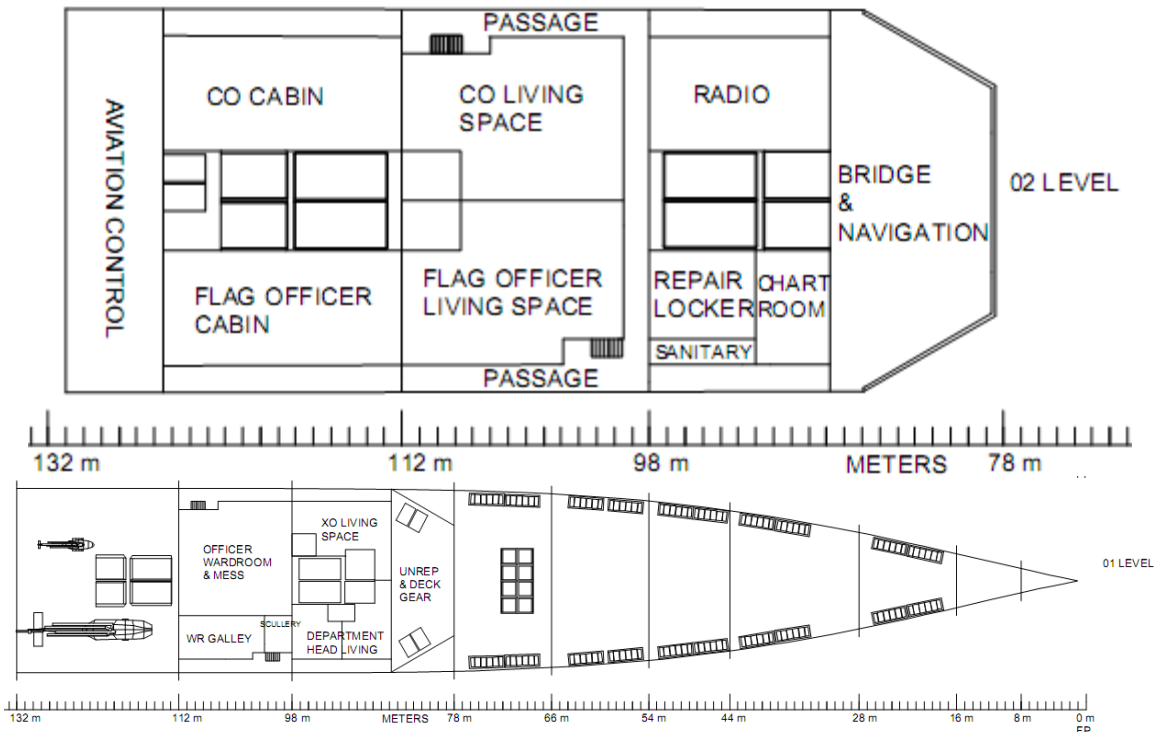 PASSAGE
CO CABIN
CO LIVING
SPACE
RADIO
AVIATION CONTROL
BRIDGE
&
NAVIGATION
02 LEVEL
FLAG OFFICER
CABIN
FLAG OFFICER
LIVING SPACE
REPAIR
LOCKER
CHART
ROOM
SANITARY
PASSAGE
132 m 112 m 98 m METERS 78 m
XO LIVING
SPACE
OFFICER
WARDROOM
& MESS
UNREP
& DECK
GEAR
01 LEVEL
WR GALLEY
SCULLERY
DEPARTMENT
HEAD LIVING
132 m 112 m 98 m METERS 78 m 66 m 54 m 44 m 28 m 16 m 8 m 0 m
FP